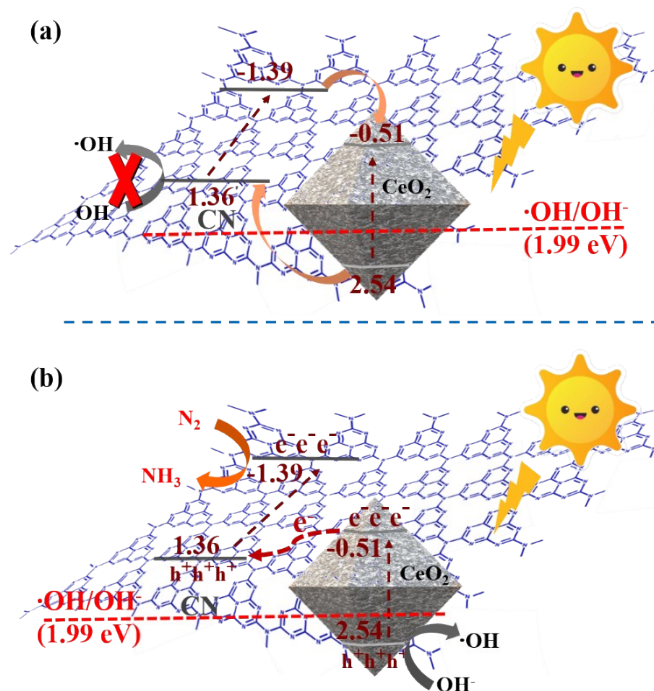 (a)
-1.39
-0.51
·OH
CeO₂
1.36
OH⁻
CN
·OH/OH⁻
(1.99 eV)
2.54
(b)
N₂
e⁻e⁻e⁻
-1.39
NH₃
e⁻e⁻e⁻
e⁻
1.36
-0.51
h⁺h⁺h⁺
CeO₂
·OH/OH⁻
CN
(1.99 eV)
2.54
·OH
h⁺h⁺h⁺
OH⁻